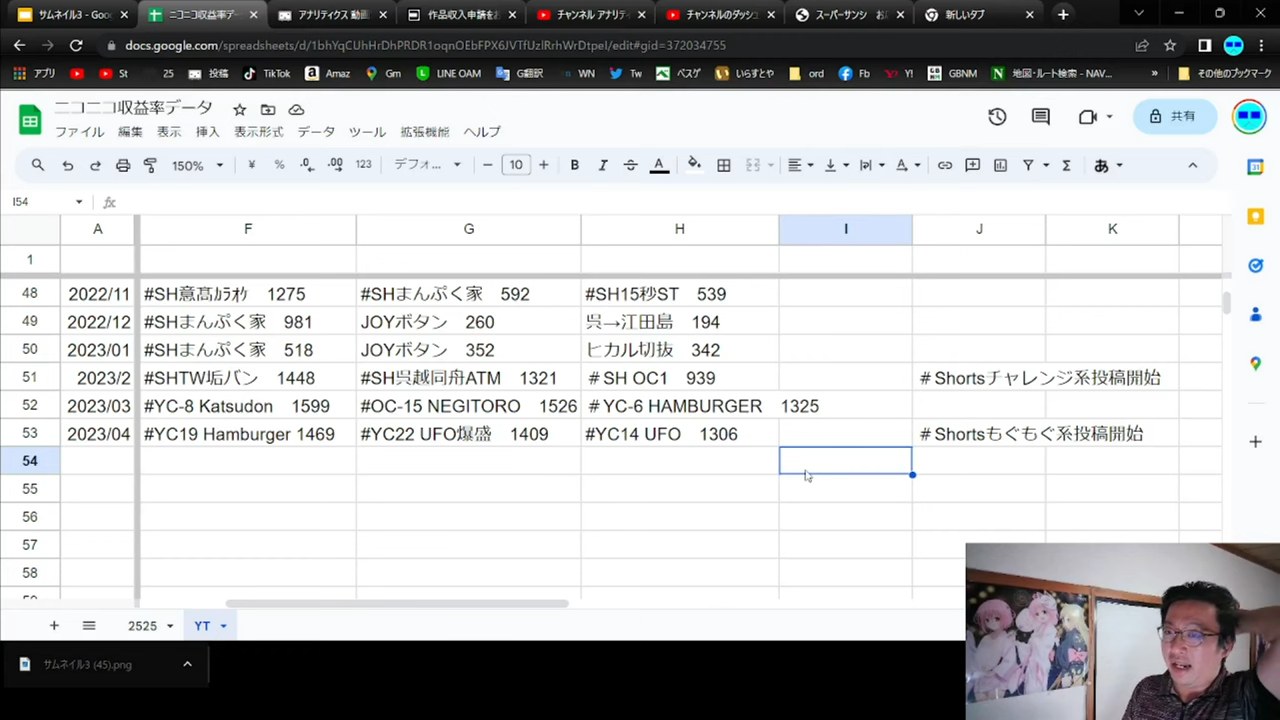 サムネイル3 - Goo
ニコニコ収益率デー
アナリティクス 動画
作品収入申請をお
チャンネル アナリテ
チャンネルのダッシュ
スーパーサンシ お
新しいタブ
docs.google.com/spreadsheets/d/1bhYqCUhHrDhPRDR1oqnOEbFPX6JVTfUzlRrhWrDtpeI/edit#gid=372034755
アプリ St 25 投稿 TikTok Amaz Gm LINE OAM G翻訳 WN Tw ベスゲ いらすとや ord Fb Y! GBNM 地図・ルート検索 - NAV... » その他のブックマーク
ニコニコ収益率データ
共有
ファイル 編集 表示 挿入 表示形式 データ ツール 拡張機能 ヘルプ
150% ¥ % .0 .00 123 デフォ... 10 B I S A Σ あ
I54 fx
A F G H I J K
1
48 2022/11 #SH意髙ｶﾗｵｹ 1275 #SHまんぷく家 592 #SH15秒ST 539
49 2022/12 #SHまんぷく家 981 JOYボタン 260 呉→江田島 194
50 2023/01 #SHまんぷく家 518 JOYボタン 352 ヒカル切抜 342
51 2023/2 #SHTW垢バン 1448 #SH呉越同舟ATM 1321 ＃SH OC1 939 ＃Shortsチャレンジ系投稿開始
52 2023/03 #YC-8 Katsudon 1599 #OC-15 NEGITORO 1526 ＃YC-6 HAMBURGER 1325
53 2023/04 #YC19 Hamburger 1469 #YC22 UFO爆盛 1409 #YC14 UFO 1306 ＃Shortsもぐもぐ系投稿開始
54
55
56
57
58
2525 YT
サムネイル3 (45).png